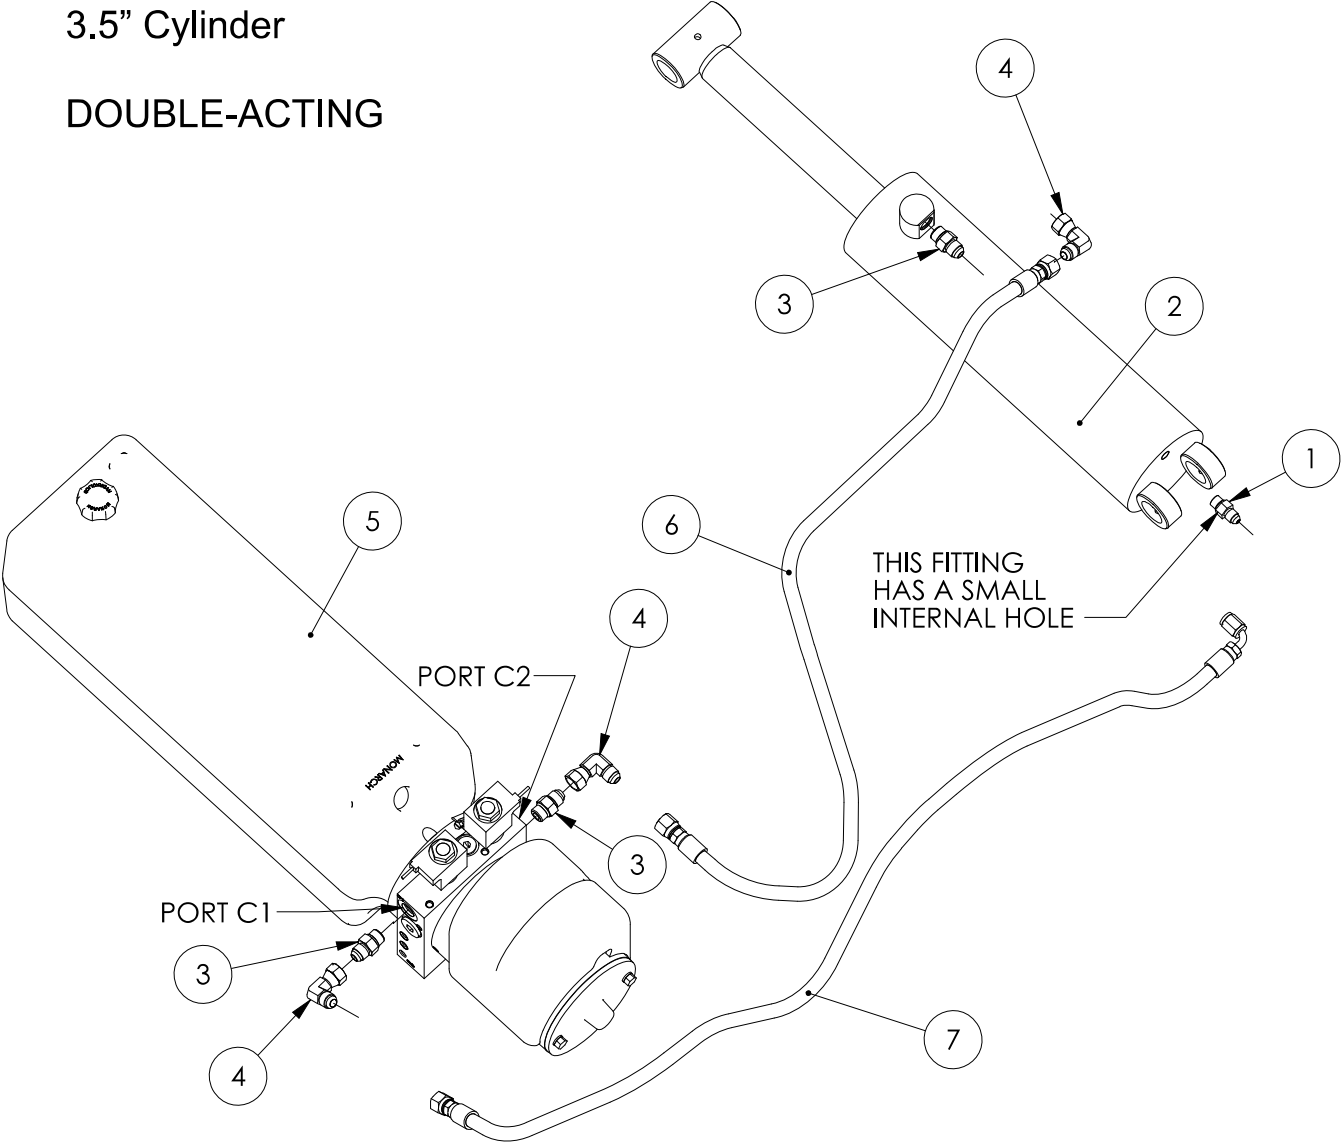 3.5” Cylinder
DOUBLE-ACTING
4
3
2
1
5
6
THIS FITTING
HAS A SMALL
INTERNAL HOLE
4
PORT C2
MONARCH
3
PORT C1
3
7
4